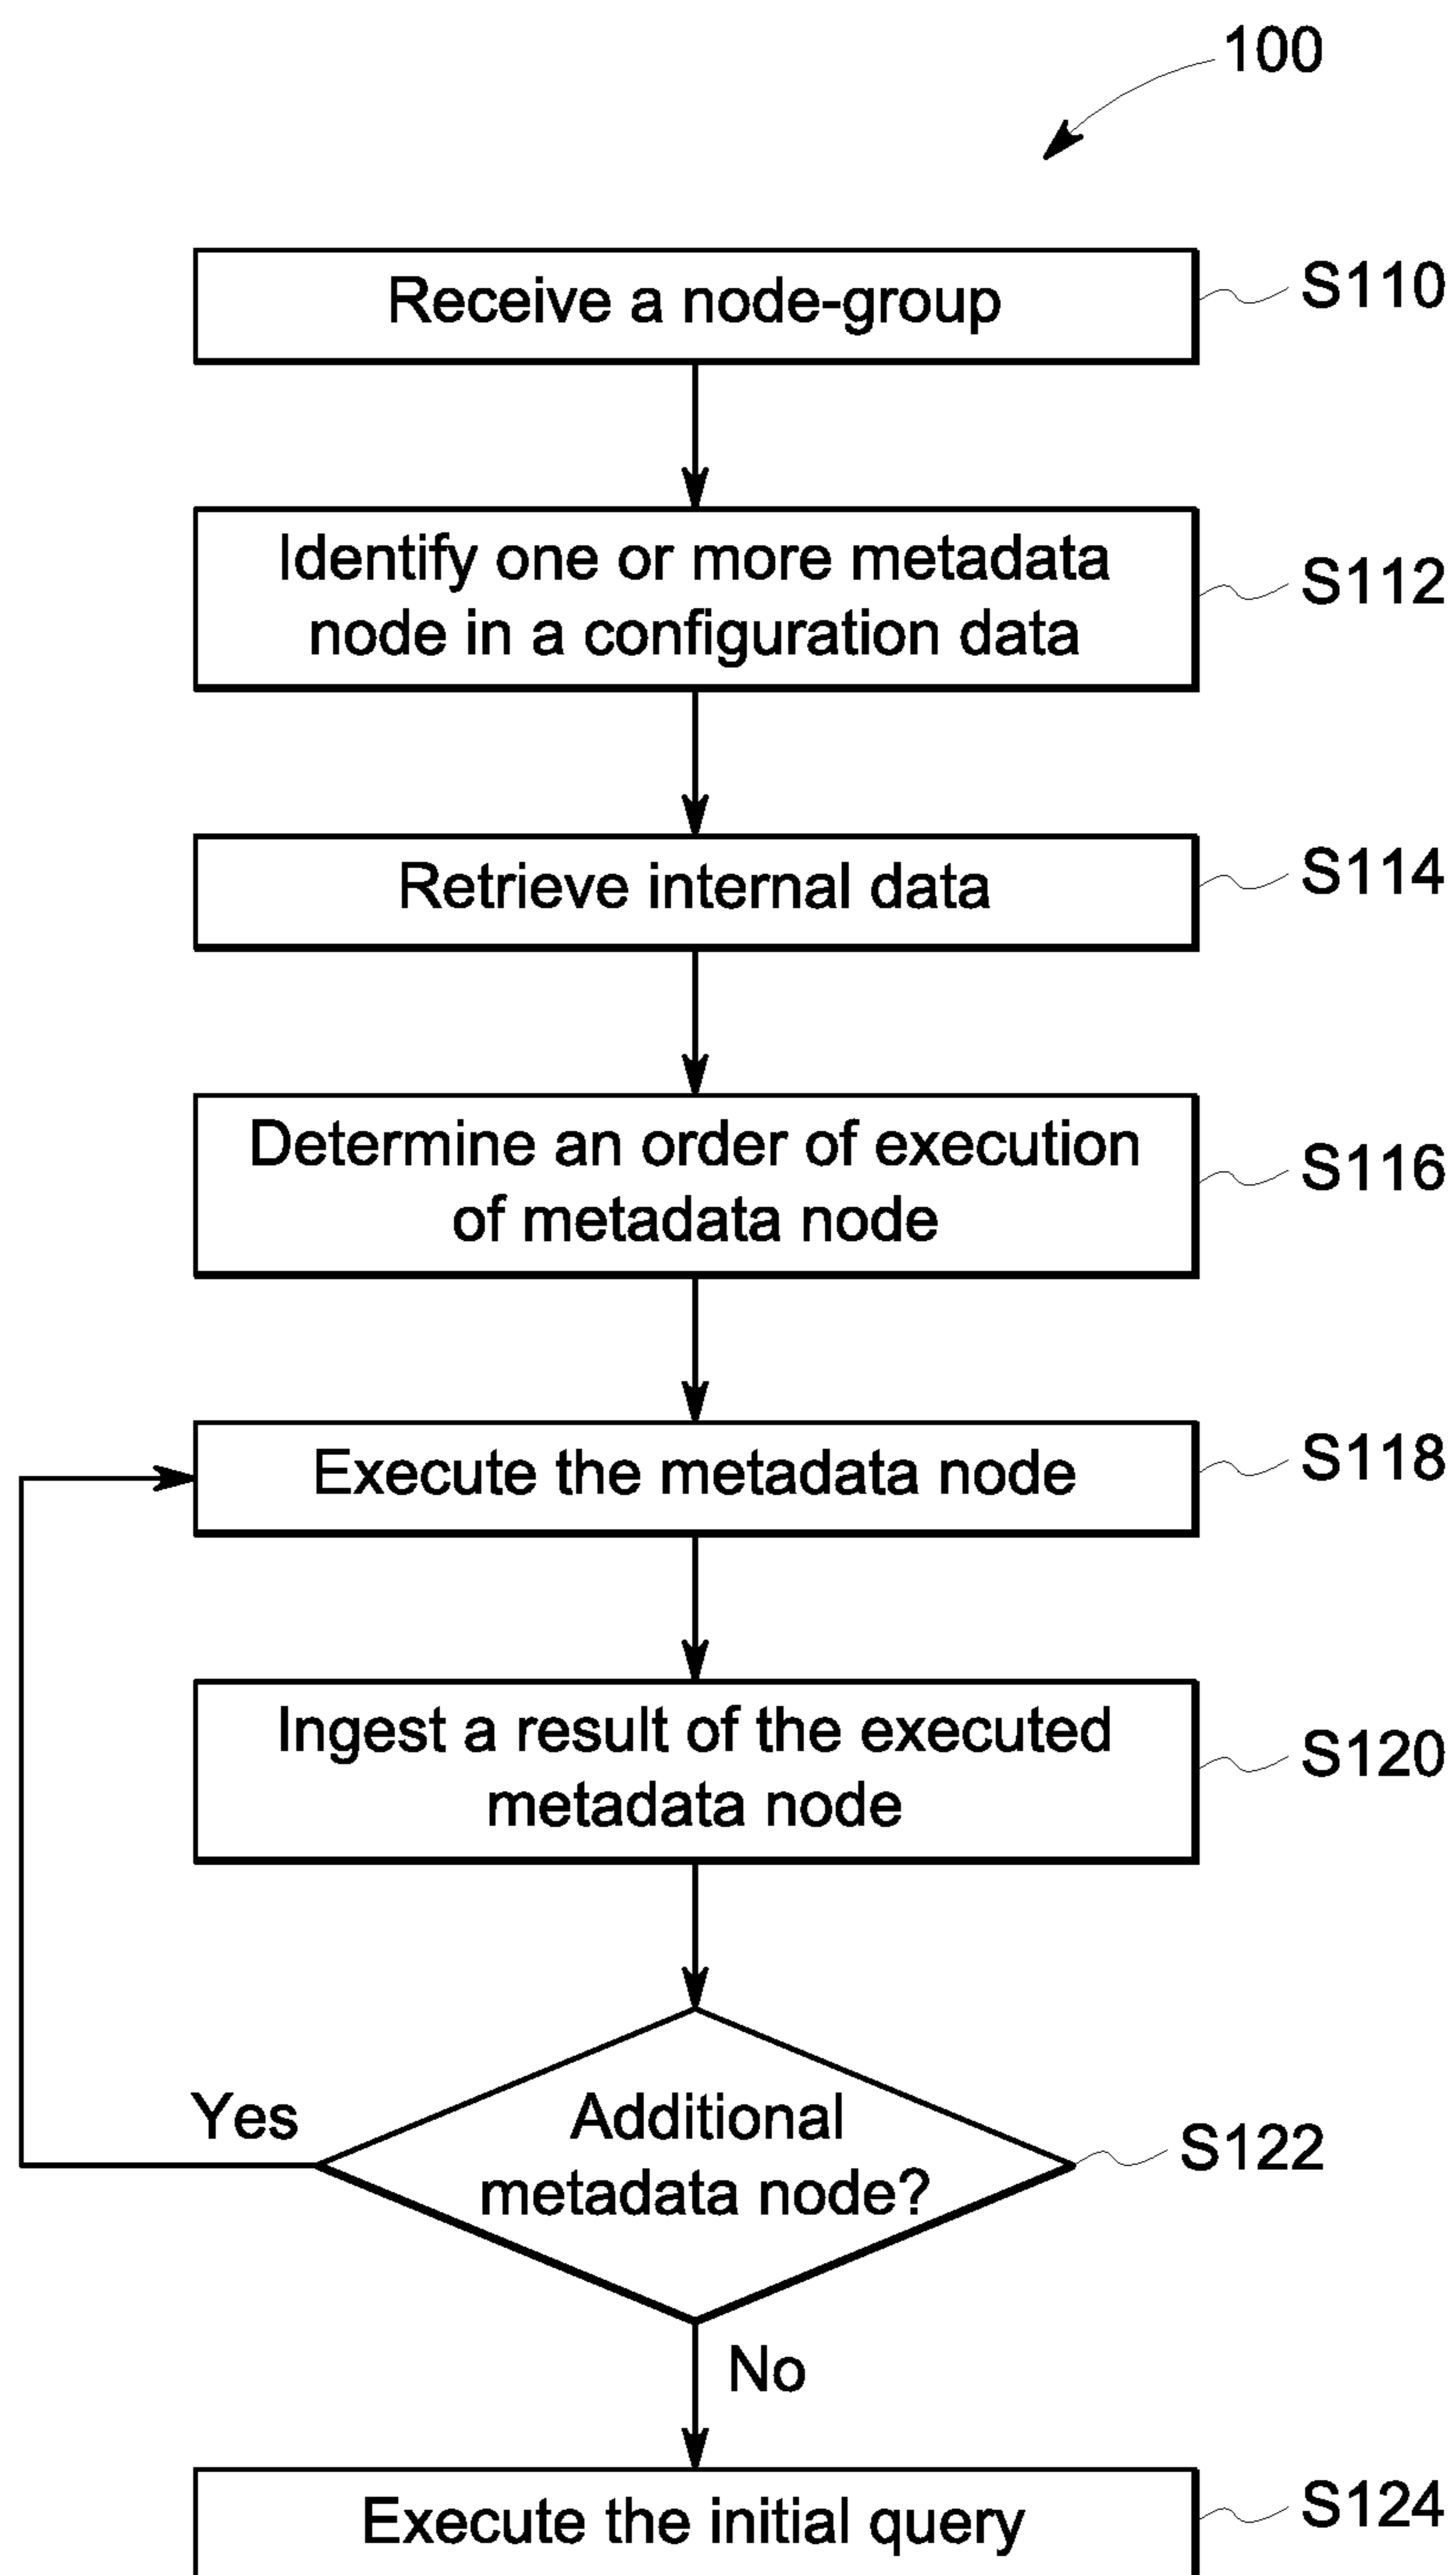 100
Receive a node-group
S110
Identify one or more metadata
node in a configuration data
S112
Retrieve internal data
S114
Determine an order of execution
of metadata node
S116
Execute the metadata node
S118
Ingest a result of the executed
metadata node
S120
Yes
Additional
metadata node?
S122
No
Execute the initial query
S124